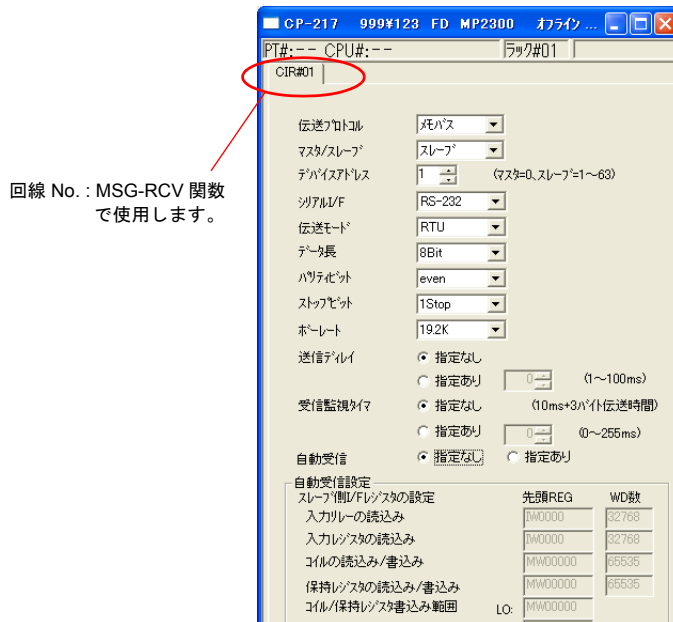 CP-217 999¥123 FD MP2300 オフライン ...
PT#:-- CPU#:-- ラック#01
CIR#01
回線 No. : MSG-RCV 関数
で使用します。
伝送プロトコル メモバス
マスタ/スレーブ スレーブ
デバイスアドレス 1 (マスタ=0、スレーブ=1～63)
シリアルI/F RS-232
伝送モード RTU
データ長 8Bit
パリティビット even
ストップビット 1Stop
ボーレート 19.2K
送信ディレイ 指定なし
指定あり 0 (1～100ms)
受信監視タイマ 指定なし (10ms+3バイト伝送時間)
指定あり 0 (0～255ms)
自動受信 指定なし 指定あり
自動受信設定
スレーブ側I/Fレジスタの設定 先頭REG WD数
入力リレーの読込み IW0000 32768
入力レジスタの読込み IW0000 32768
コイルの読込み/書込み MW00000 65535
保持レジスタの読込み/書込み MW00000 65535
コイル/保持レジスタ書込み範囲 LO: MW00000